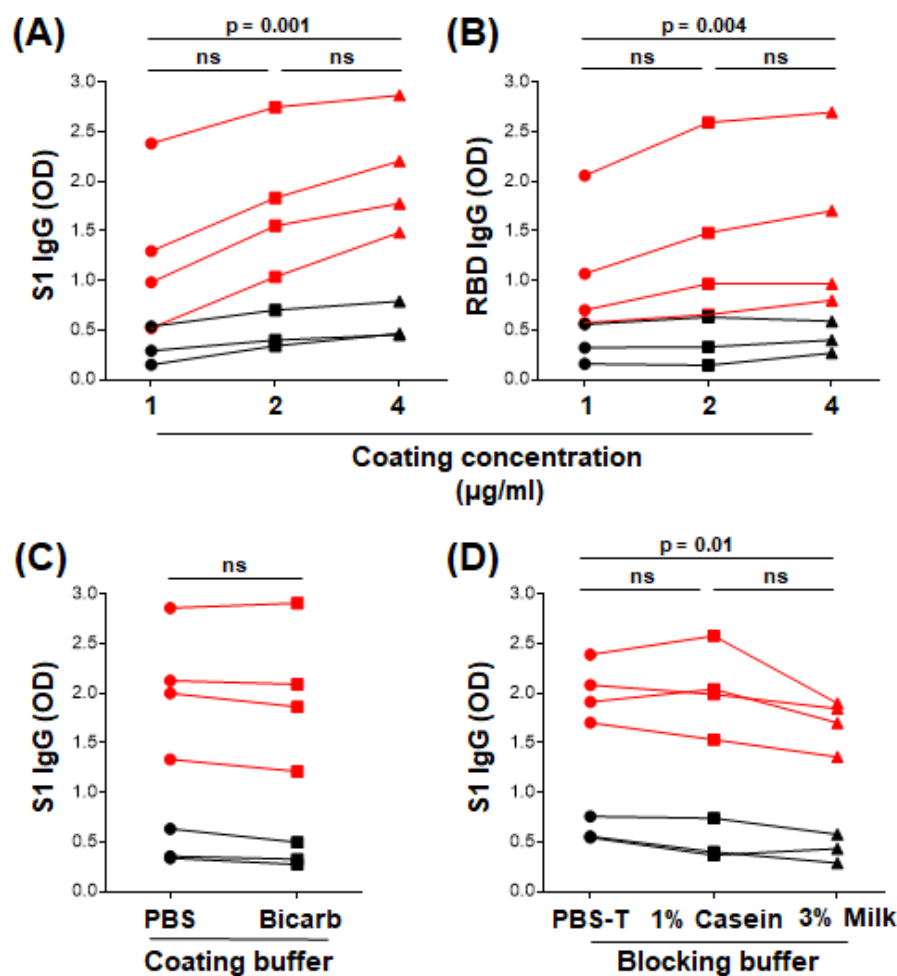 (A)
p = 0.001
ns ns
S1 IgG (OD)
3.0
2.5
2.0
1.5
1.0
0.5
0.0
1 2 4
(B)
p = 0.004
ns ns
RBD IgG (OD)
3.0
2.5
2.0
1.5
1.0
0.5
0.0
1 2 4
Coating concentration
(µg/ml)
(C)
ns
S1 IgG (OD)
3.0
2.5
2.0
1.5
1.0
0.5
0.0
PBS Bicarb
Coating buffer
(D)
p = 0.01
ns ns
S1 IgG (OD)
3.0
2.5
2.0
1.5
1.0
0.5
0.0
PBS-T 1% Casein 3% Milk
Blocking buffer